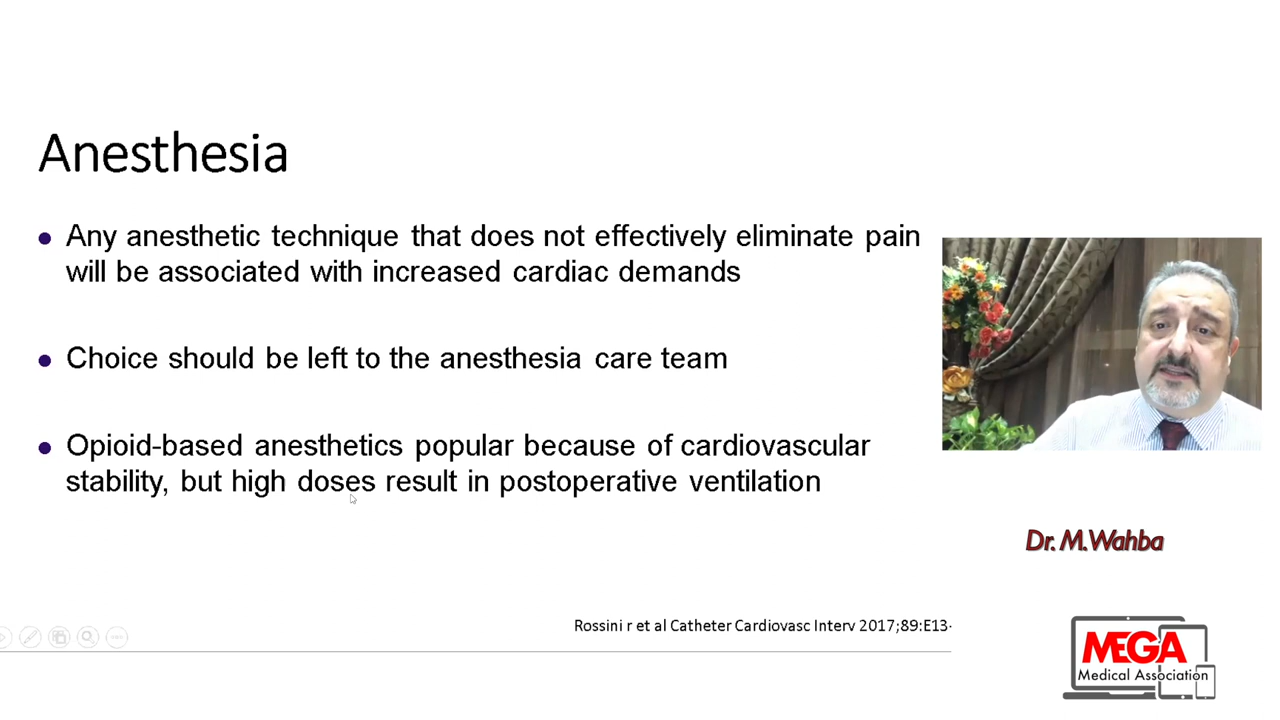 Anesthesia
Any anesthetic technique that does not effectively eliminate pain
will be associated with increased cardiac demands
Choice should be left to the anesthesia care team
Opioid-based anesthetics popular because of cardiovascular
stability, but high doses result in postoperative ventilation
Dr. M.Wahba
Rossini r et al Catheter Cardiovasc Interv 2017;89:E13-
MEGA
Medical Association